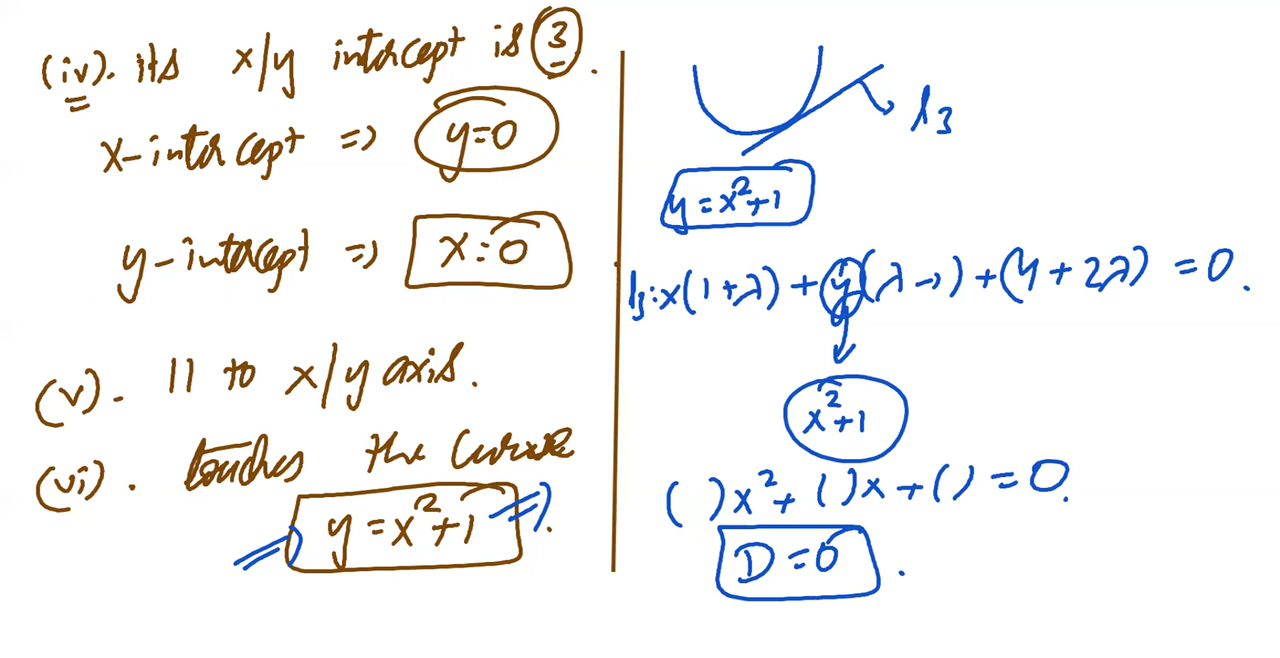 (iv). its x/y intercept is 3.
x-intercept => y=0
y-intercept => x=0
(v). || to x/y axis.
(vi). touches the curve
y = x²+1.
l3
y = x²+1
l3: x(1+λ) + y(λ-1) + (4+2λ) = 0.
x²+1
( )x² + ( )x + ( ) = 0.
D=0.